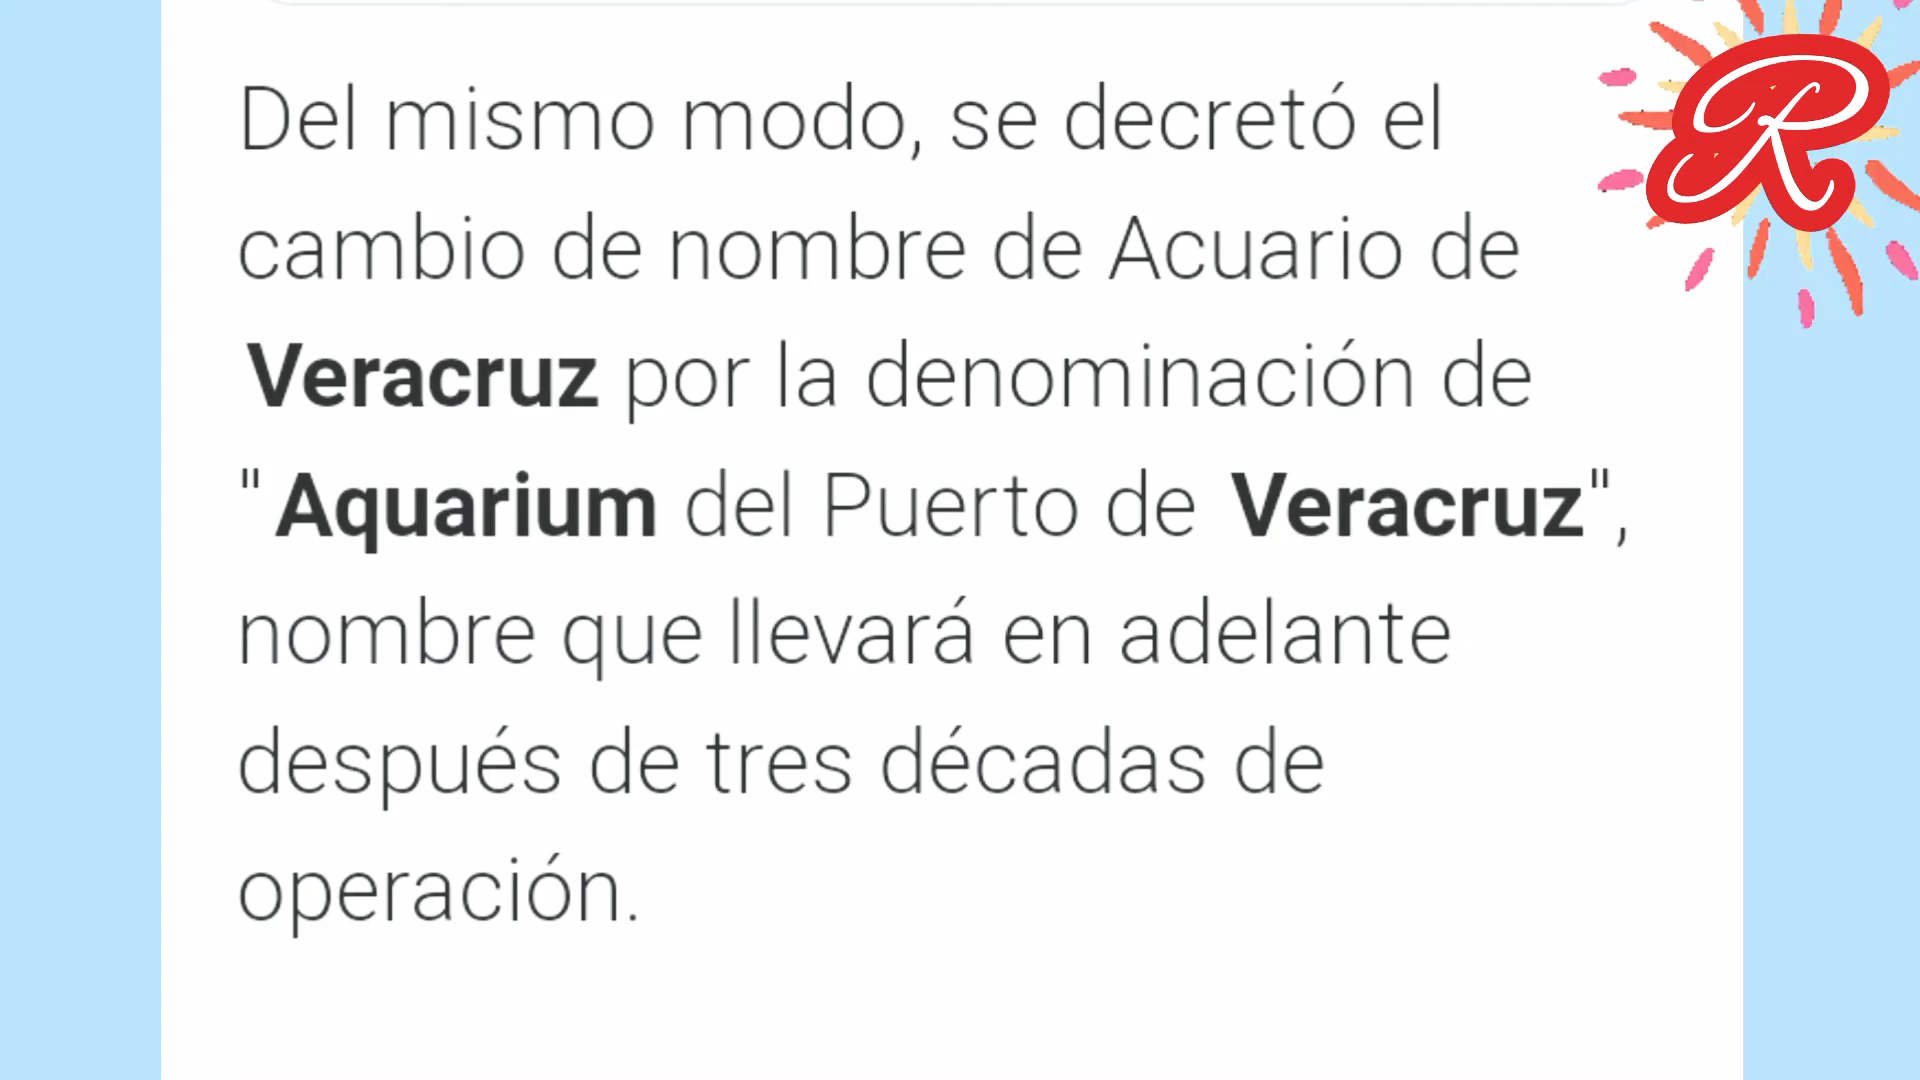 R
Del mismo modo, se decretó el
cambio de nombre de Acuario de
Veracruz por la denominación de
"Aquarium del Puerto de Veracruz",
nombre que llevará en adelante
después de tres décadas de
operación.